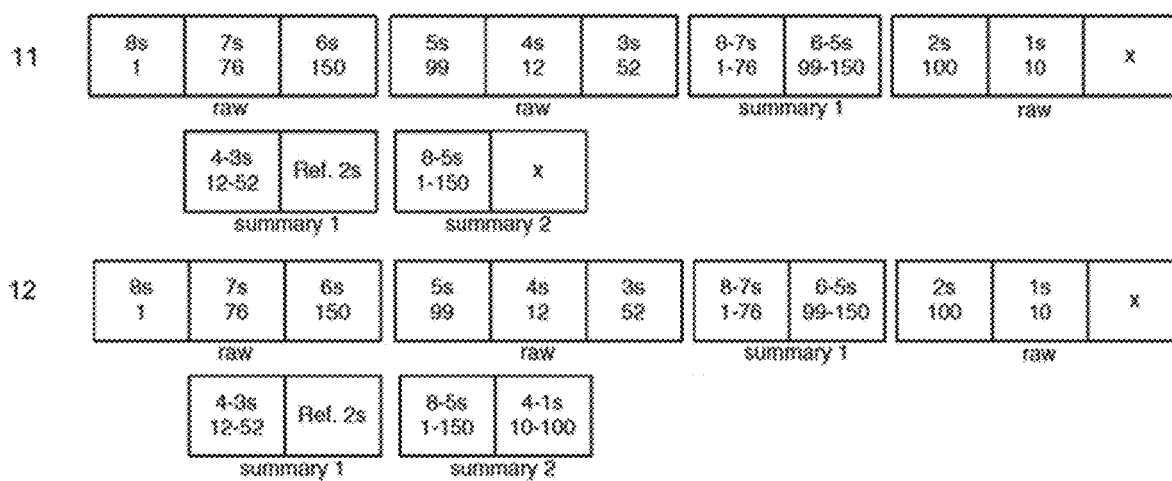 11
8s 7s 6s 5s 4s 3s 8-7s 6-5s 2s 1s x
1 76 150 99 12 52 1-76 99-150 100 10
raw raw summary 1 raw
4-3s Ref. 2s 8-5s x
12-52 1-150
summary 1 summary 2
12
8s 7s 6s 5s 4s 3s 8-7s 6-5s 2s 1s x
1 76 150 99 12 52 1-76 99-150 100 10
raw raw summary 1 raw
4-3s Ref. 2s 8-5s 4-1s
12-52 1-150 10-100
summary 1 summary 2